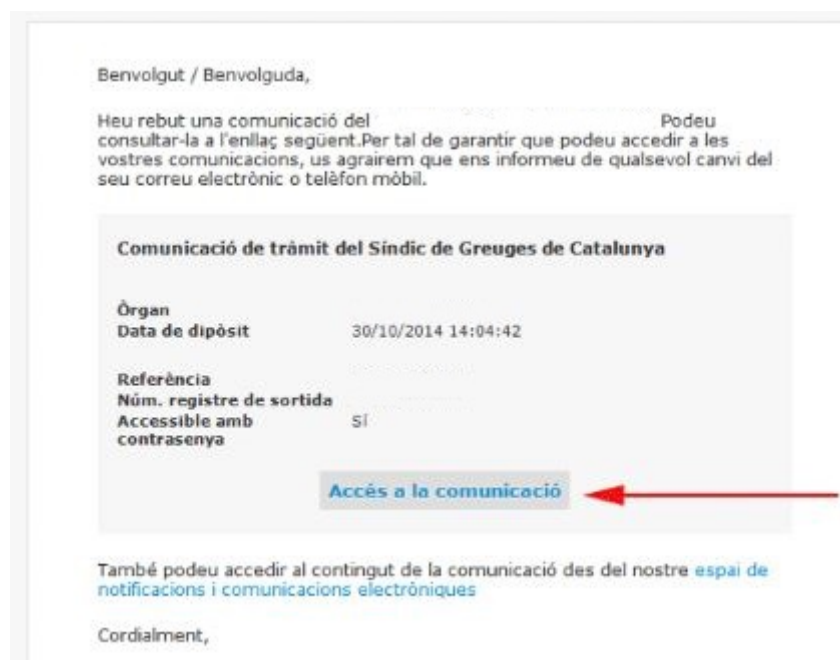 Benvolgut / Benvolguda,
Heu rebut una comunicació del Podeu
consultar-la a l'enllaç següent.Per tal de garantir que podeu accedir a les
vostres comunicacions, us agrairem que ens informeu de qualsevol canvi del
seu correu electrònic o telèfon mòbil.
Comunicació de tràmit del Síndic de Greuges de Catalunya
Òrgan
Data de dipòsit 30/10/2014 14:04:42
Referència
Núm. registre de sortida
Accessible amb Sí
contrasenya
Accés a la comunicació
També podeu accedir al contingut de la comunicació des del nostre espai de
notificacions i comunicacions electròniques
Cordialment,